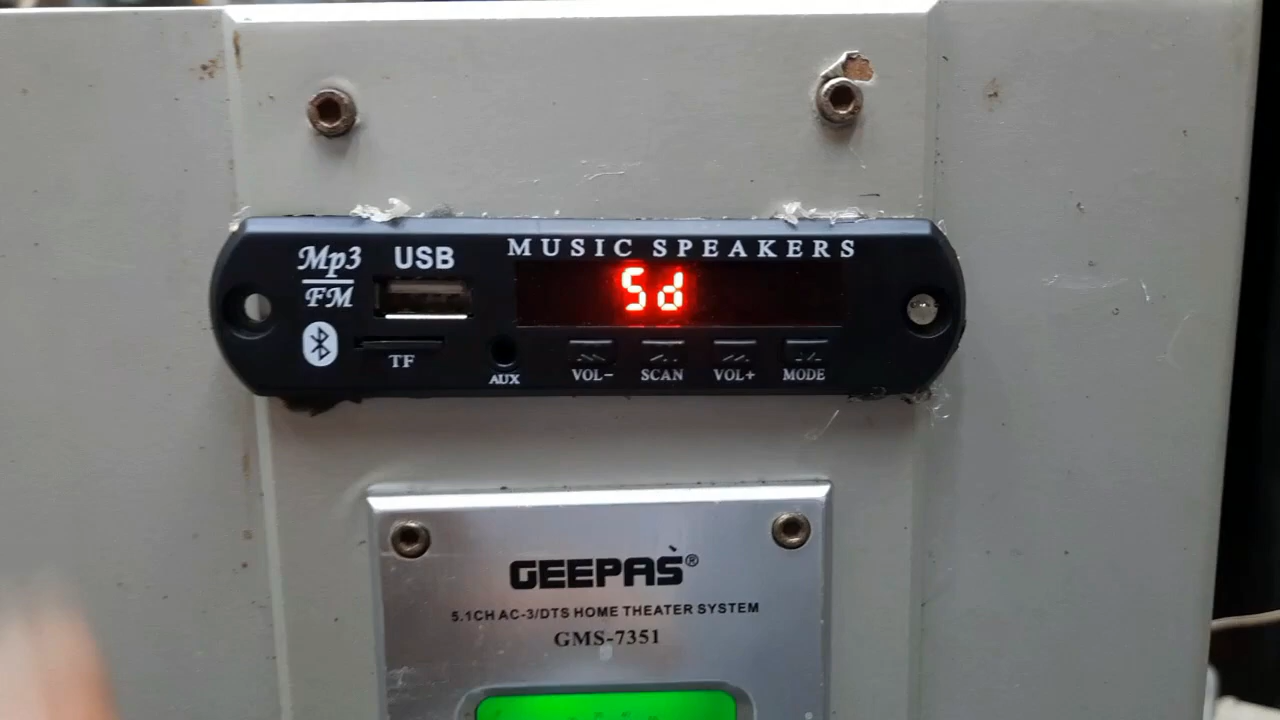 Mp3
FM
USB
MUSIC SPEAKERS
5d
TF
AUX
VOL-
SCAN
VOL+
MODE
GEEPAS®
5.1CH AC-3/DTS HOME THEATER SYSTEM
GMS-7351